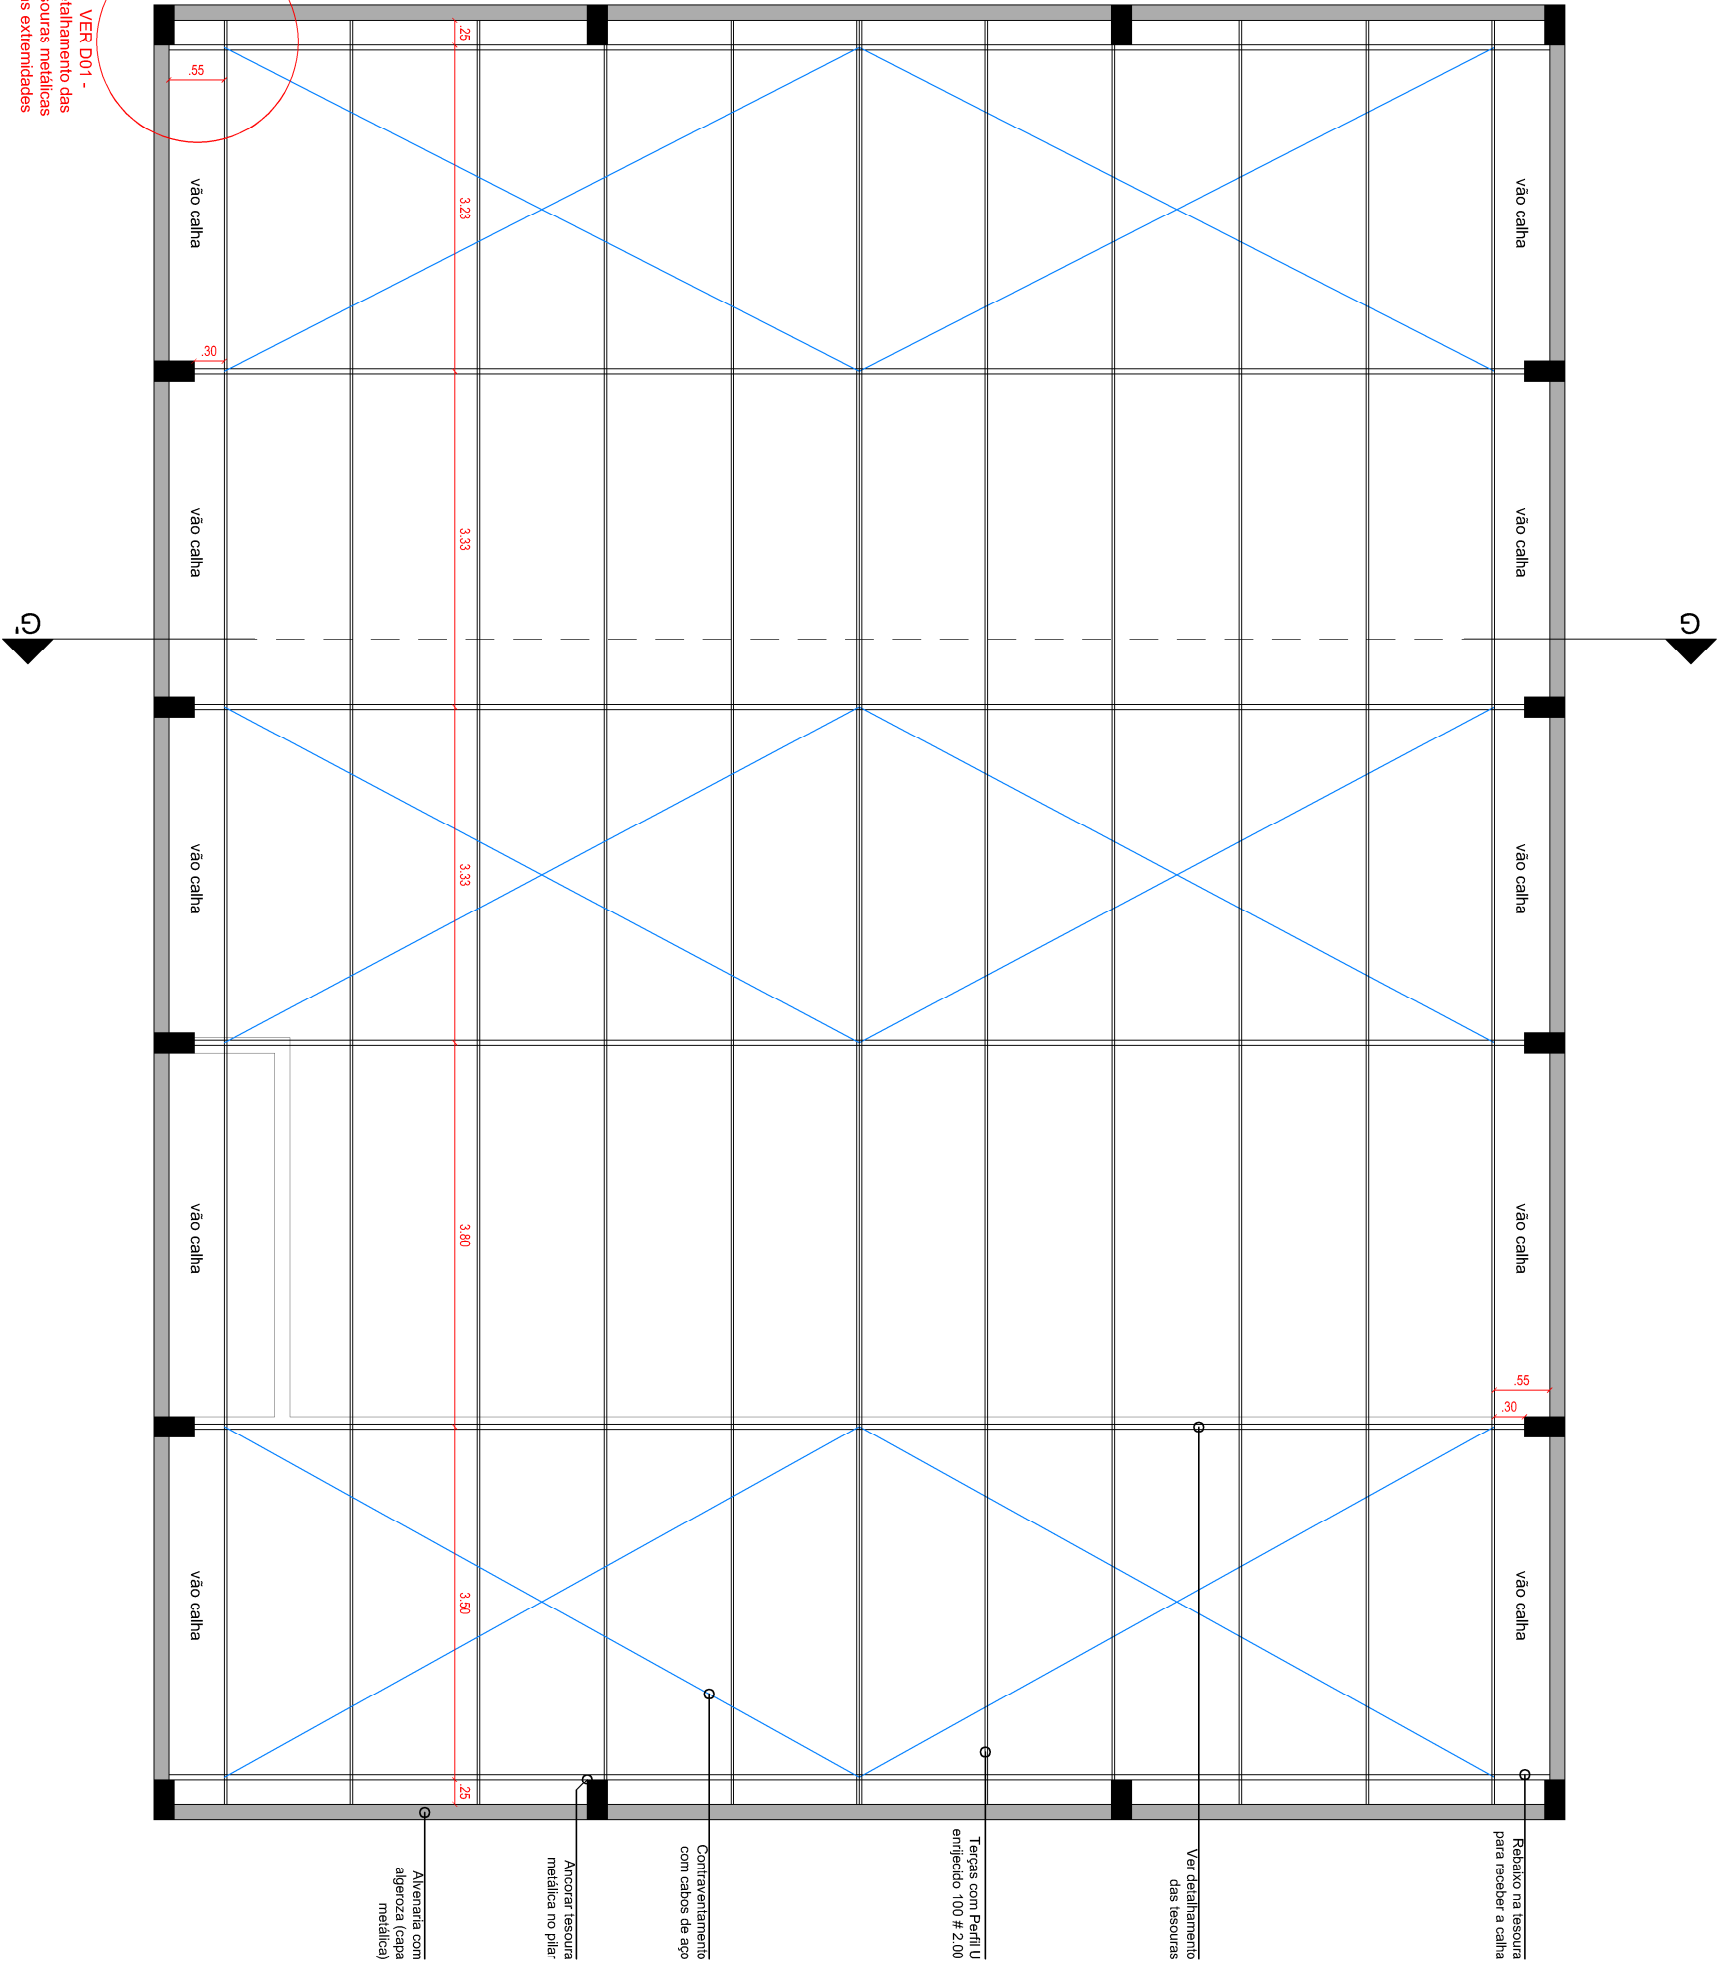 G
vão calha
vão calha
vão calha
vão calha
.55
.30
vão calha
Rebaixo na tesoura
para receber a calha
Ver detalhamento
das tesouras
Terças com Perfil U
enrijecido 100 # 2.00
Contraventamento
com cabos de aço
Ancorar tesoura
metálica no pilar
.25
3.23
3.33
3.33
3.80
3.50
.25
Alvenaria com
algeroza (capa
metálica)
.55
vão calha
.30
vão calha
vão calha
vão calha
vão calha
VER D01 -
etalhamento das
souras metálicas
s extremidades
G'